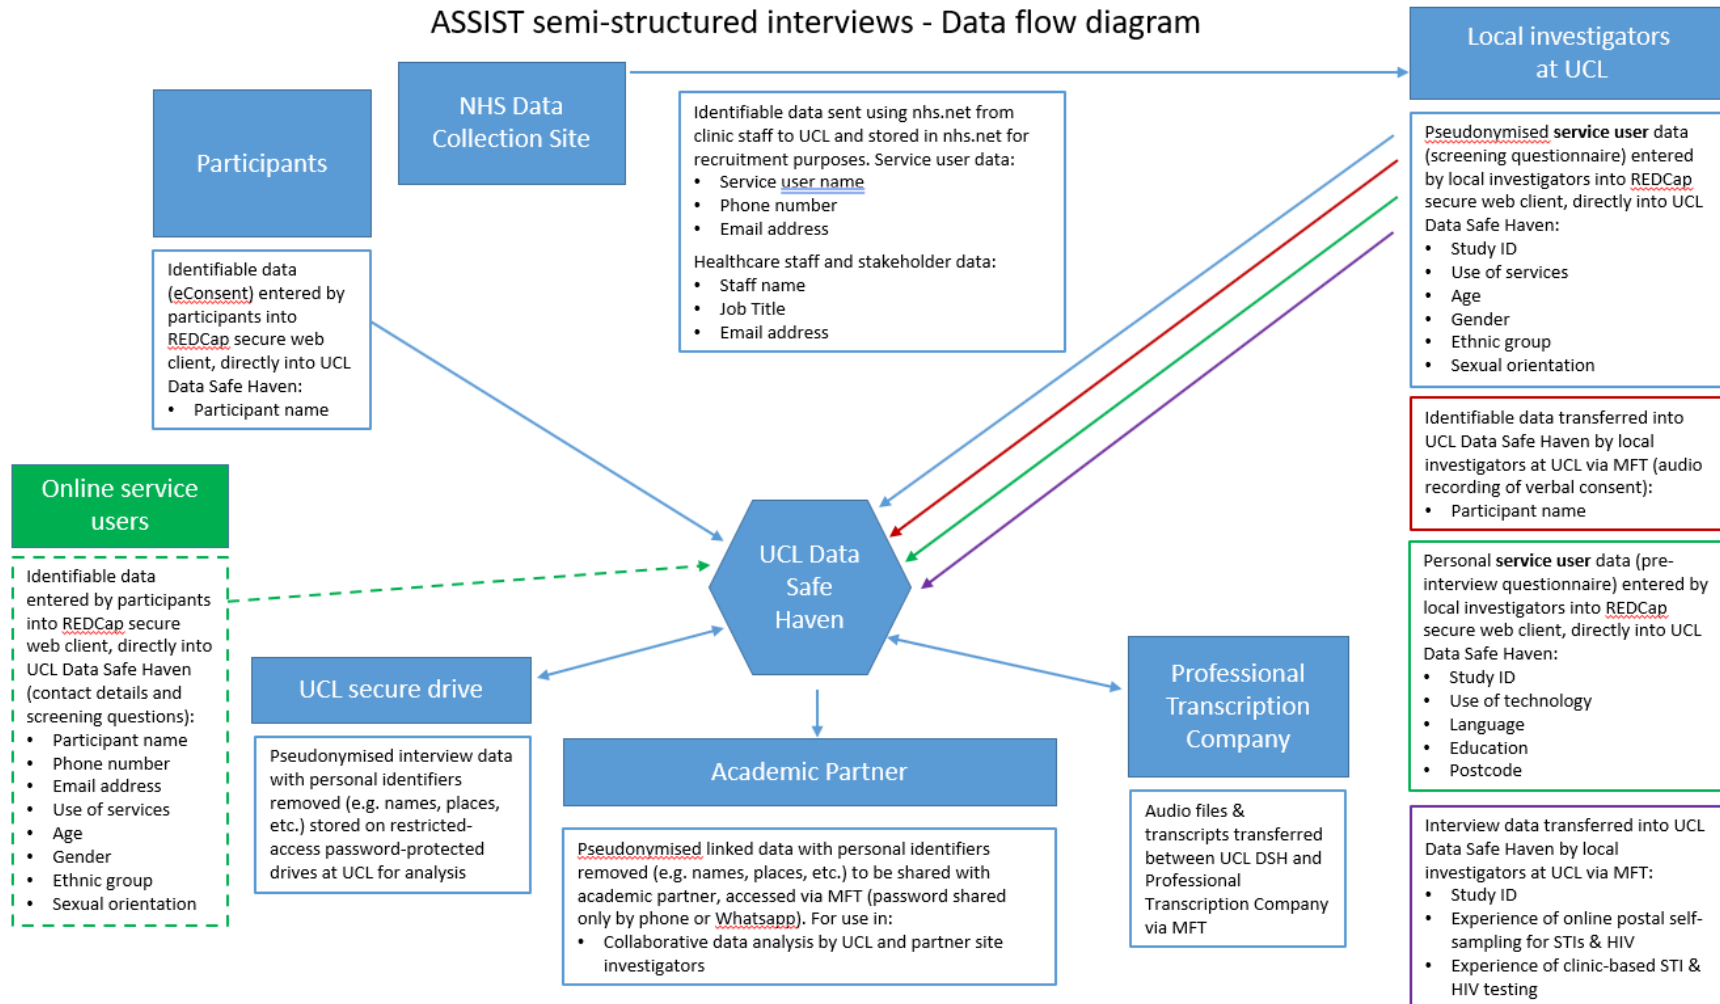 ASSIST semi-structured interviews - Data flow diagram
Participants
Identifiable data
(eConsent) entered by
participants into
REDCap secure web
client, directly into UCL
Data Safe Haven:
• Participant name
NHS Data
Collection Site
Identifiable data sent using nhs.net from
clinic staff to UCL and stored in nhs.net for
recruitment purposes. Service user data:
• Service user name
• Phone number
• Email address
Healthcare staff and stakeholder data:
• Staff name
• Job Title
• Email address
Local investigators
at UCL
Pseudonymised service user data
(screening questionnaire) entered
by local investigators into REDCap
secure web client, directly into UCL
Data Safe Haven:
• Study ID
• Use of services
• Age
• Gender
• Ethnic group
• Sexual orientation
Identifiable data transferred into
UCL Data Safe Haven by local
investigators at UCL via MFT (audio
recording of verbal consent):
• Participant name
Personal service user data (pre-
interview questionnaire) entered by
local investigators into REDCap
secure web client, directly into UCL
Data Safe Haven:
• Study ID
• Use of technology
• Language
• Education
• Postcode
Interview data transferred into UCL
Data Safe Haven by local
investigators at UCL via MFT:
• Study ID
• Experience of online postal self-
sampling for STIs & HIV
• Experience of clinic-based STI &
HIV testing
Online service
users
Identifiable data
entered by participants
into REDCap secure
web client, directly into
UCL Data Safe Haven
(contact details and
screening questions):
• Participant name
• Phone number
• Email address
• Use of services
• Age
• Gender
• Ethnic group
• Sexual orientation
UCL Data
Safe
Haven
UCL secure drive
Pseudonymised interview data
with personal identifiers
removed (e.g. names, places,
etc.) stored on restricted-
access password-protected
drives at UCL for analysis
Academic Partner
Pseudonymised linked data with personal identifiers
removed (e.g. names, places, etc.) to be shared with
academic partner, accessed via MFT (password shared
only by phone or Whatsapp). For use in:
• Collaborative data analysis by UCL and partner site
investigators
Professional
Transcription
Company
Audio files &
transcripts transferred
between UCL DSH and
Professional
Transcription Company
via MFT